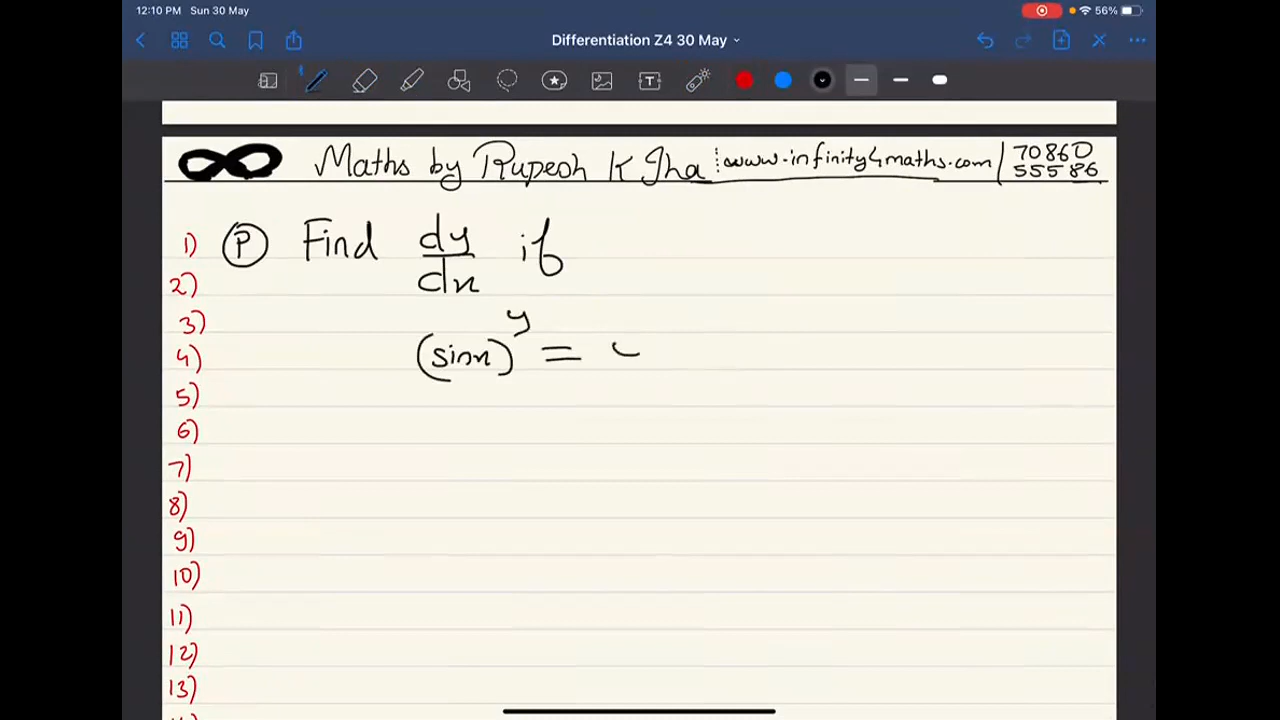 12:10 PM Sun 30 May 56%
Differentiation Z4 30 May
Maths by Rupesh K Jha www.infinity4maths.com 70860 55586
1) P Find dy/dx if
2)
3)
4) (sinx)^y =
5)
6)
7)
8)
9)
10)
11)
12)
13)